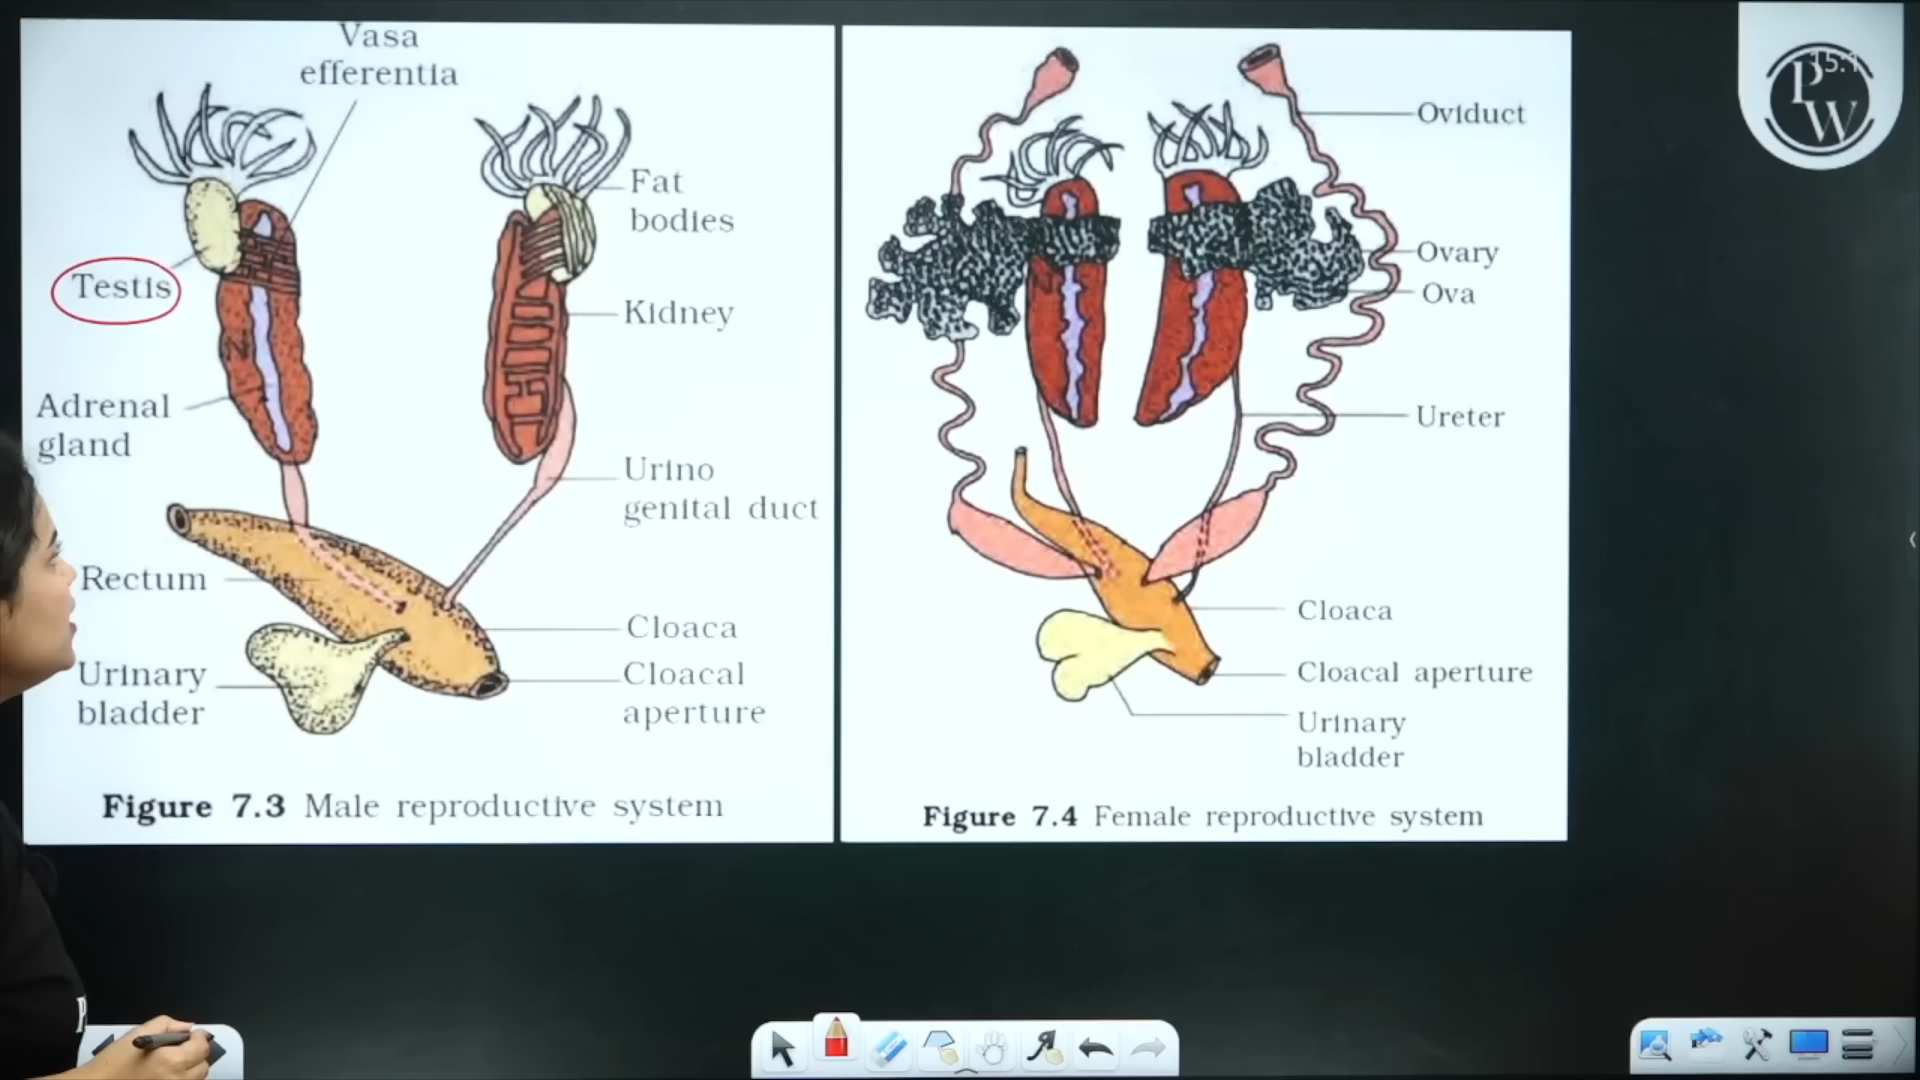 Vasa
efferentia
Fat
bodies
Testis
Kidney
Adrenal
gland
Urino
genital duct
Rectum
Cloaca
Urinary
bladder
Cloacal
aperture
Figure 7.3 Male reproductive system
Oviduct
Ovary
Ova
Ureter
Cloaca
Cloacal aperture
Urinary
bladder
Figure 7.4 Female reproductive system
P
W
P